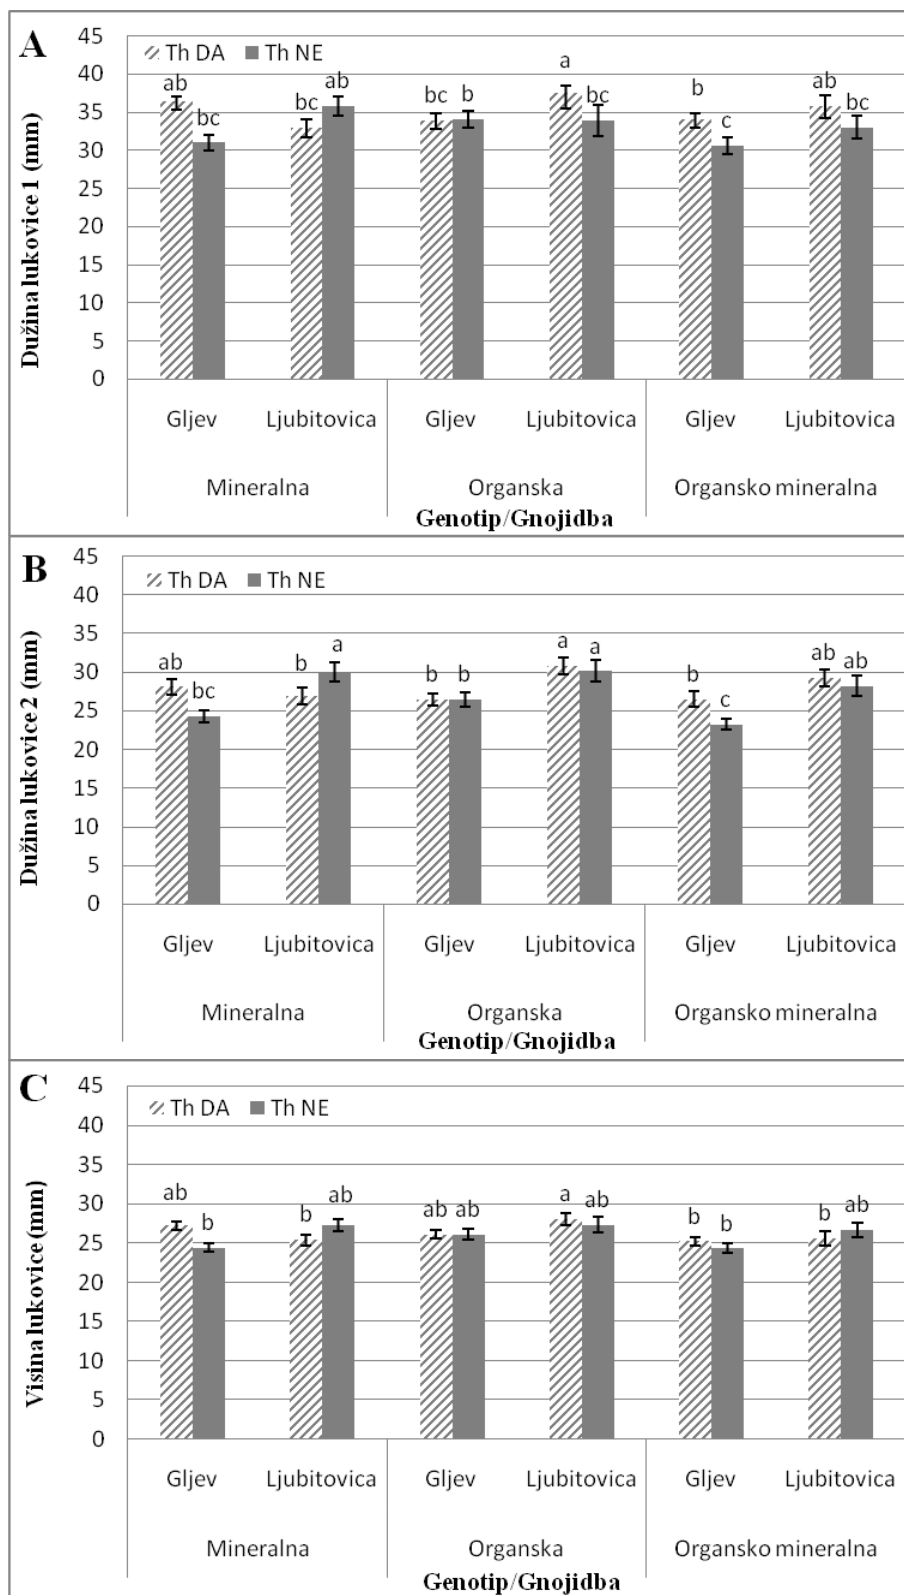 A
Dužina lukovice 1 (mm)
45
40
35
30
25
20
15
10
5
0
Th DA Th NE
ab bc bc ab bc b a bc b c ab bc
Gljev Ljubitovica Gljev Ljubitovica Gljev Ljubitovica
Mineralna Organska Organsko mineralna
Genotip/Gnojidba
B
Dužina lukovice 2 (mm)
45
40
35
30
25
20
15
10
5
0
Th DA Th NE
ab bc b a b b a a b c ab ab
Gljev Ljubitovica Gljev Ljubitovica Gljev Ljubitovica
Mineralna Organska Organsko mineralna
Genotip/Gnojidba
C
Visina lukovice (mm)
45
40
35
30
25
20
15
10
5
0
Th DA Th NE
ab b b ab ab ab a ab b b b ab
Gljev Ljubitovica Gljev Ljubitovica Gljev Ljubitovica
Mineralna Organska Organsko mineralna
Genotip/Gnojidba